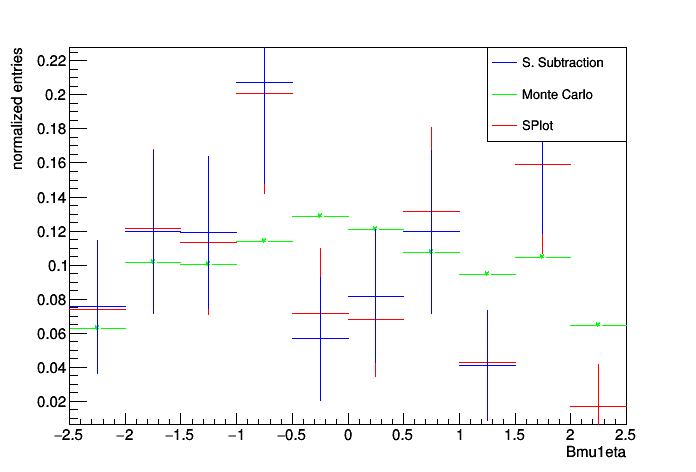 normalized entries
0.22
0.2
0.18
0.16
0.14
0.12
0.1
0.08
0.06
0.04
0.02
S. Subtraction
Monte Carlo
SPlot
−2.5 −2 −1.5 −1 −0.5 0 0.5 1 1.5 2 2.5
Bmu1eta